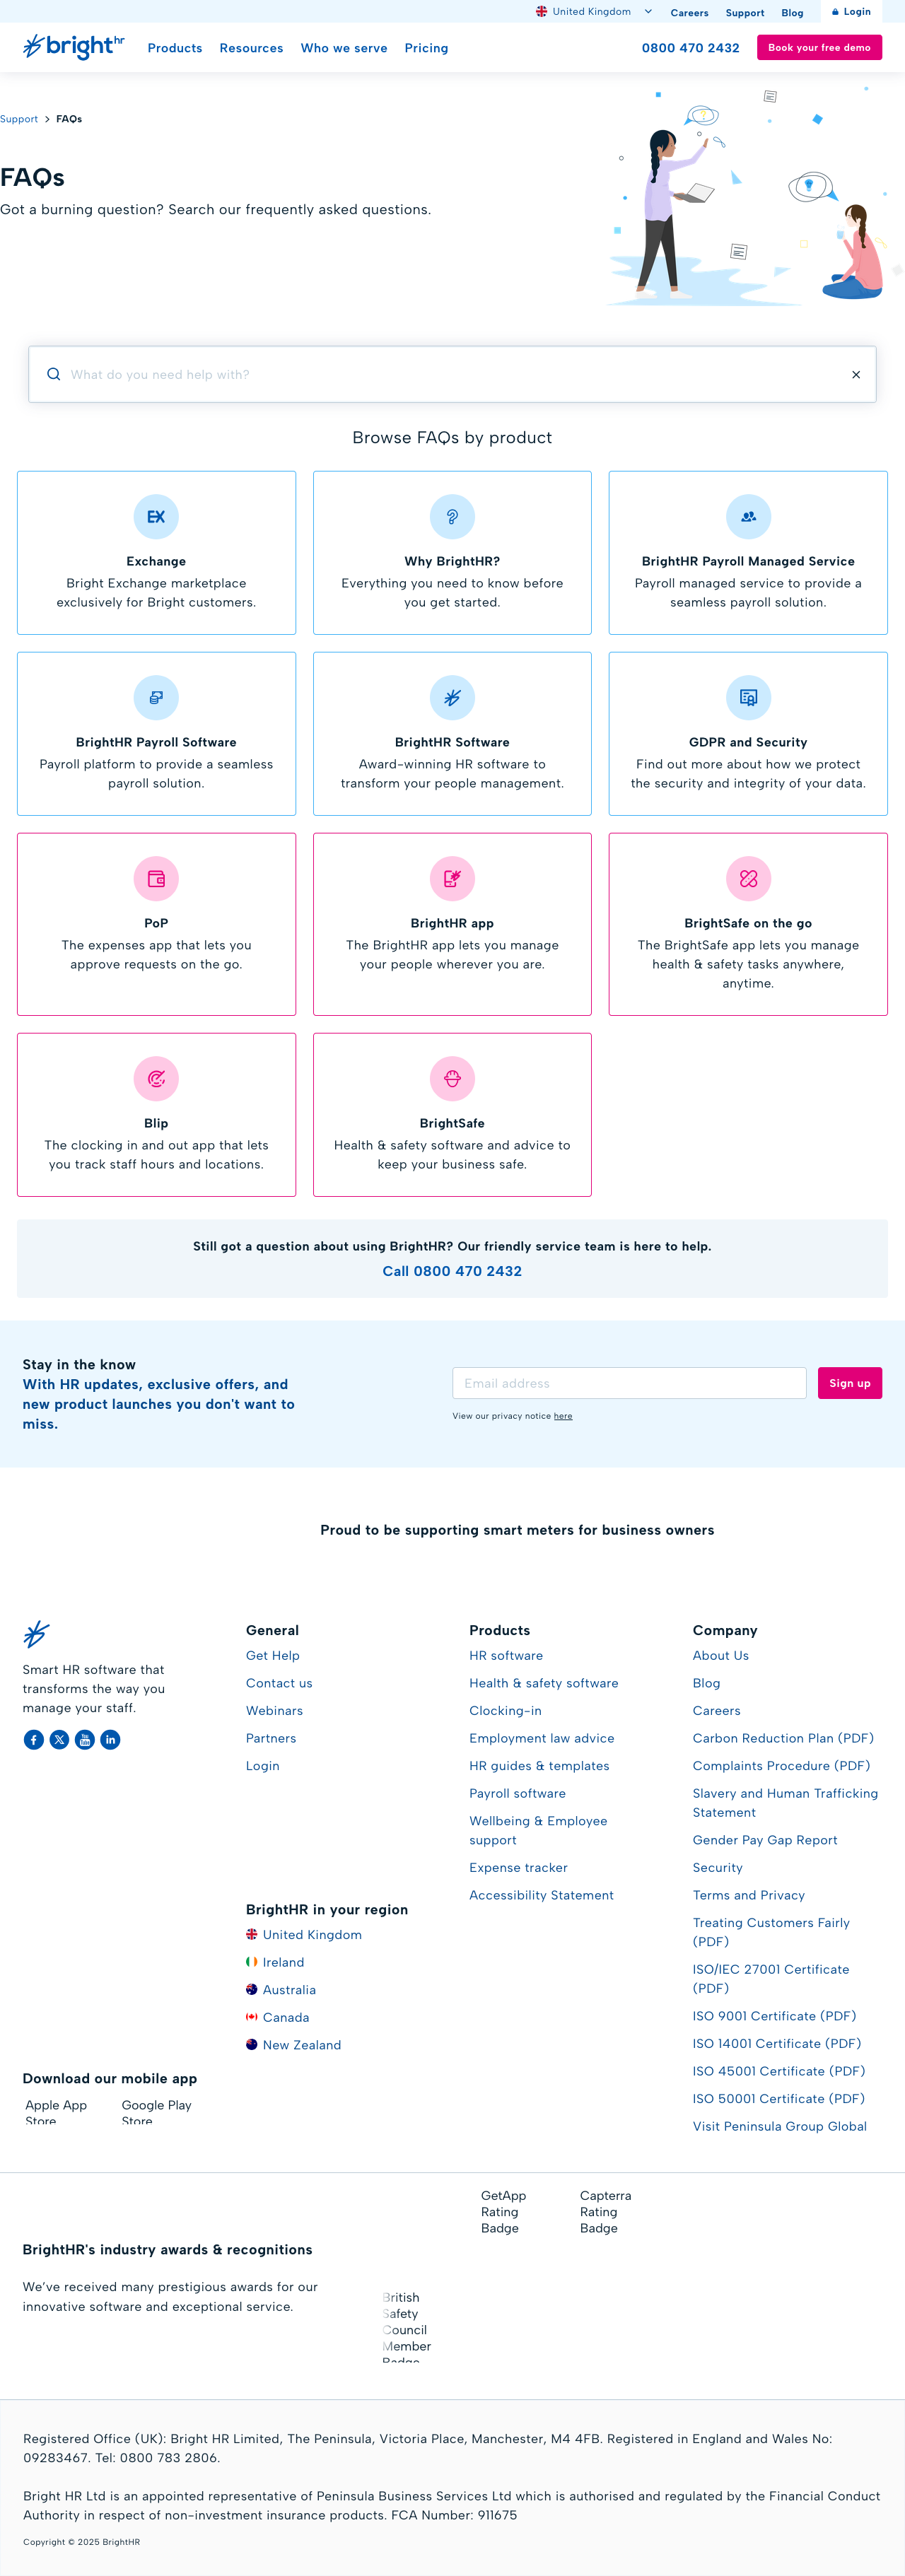 United Kingdom
Careers
Support
Blog
Login
brighthr
Products
Resources
Who we serve
Pricing
0800 470 2432
Book your free demo
Support > FAQs
FAQs
Got a burning question? Search our frequently asked questions.
What do you need help with?
Browse FAQs by product
EX
Exchange
Bright Exchange marketplace
exclusively for Bright customers.
Why BrightHR?
Everything you need to know before
you get started.
BrightHR Payroll Managed Service
Payroll managed service to provide a
seamless payroll solution.
BrightHR Payroll Software
Payroll platform to provide a seamless
payroll solution.
BrightHR Software
Award-winning HR software to
transform your people management.
GDPR and Security
Find out more about how we protect
the security and integrity of your data.
PoP
The expenses app that lets you
approve requests on the go.
BrightHR app
The BrightHR app lets you manage
your people wherever you are.
BrightSafe on the go
The BrightSafe app lets you manage
health & safety tasks anywhere,
anytime.
Blip
The clocking in and out app that lets
you track staff hours and locations.
BrightSafe
Health & safety software and advice to
keep your business safe.
Still got a question about using BrightHR? Our friendly service team is here to help.
Call 0800 470 2432
Stay in the know
With HR updates, exclusive offers, and
new product launches you don't want to
miss.
Email address
Sign up
View our privacy notice here
Proud to be supporting smart meters for business owners
Smart HR software that
transforms the way you
manage your staff.
General
Get Help
Contact us
Webinars
Partners
Login
BrightHR in your region
United Kingdom
Ireland
Australia
Canada
New Zealand
Products
HR software
Health & safety software
Clocking-in
Employment law advice
HR guides & templates
Payroll software
Wellbeing & Employee
support
Expense tracker
Accessibility Statement
Company
About Us
Blog
Careers
Carbon Reduction Plan (PDF)
Complaints Procedure (PDF)
Slavery and Human Trafficking
Statement
Gender Pay Gap Report
Security
Terms and Privacy
Treating Customers Fairly
(PDF)
ISO/IEC 27001 Certificate
(PDF)
ISO 9001 Certificate (PDF)
ISO 14001 Certificate (PDF)
ISO 45001 Certificate (PDF)
ISO 50001 Certificate (PDF)
Visit Peninsula Group Global
Download our mobile app
Apple App
Store
Google Play
Store
BrightHR's industry awards & recognitions
We've received many prestigious awards for our
innovative software and exceptional service.
GetApp
Rating
Badge
Capterra
Rating
Badge
British
Safety
Council
Member
Badge
Registered Office (UK): Bright HR Limited, The Peninsula, Victoria Place, Manchester, M4 4FB. Registered in England and Wales No:
09283467. Tel: 0800 783 2806.
Bright HR Ltd is an appointed representative of Peninsula Business Services Ltd which is authorised and regulated by the Financial Conduct
Authority in respect of non-investment insurance products. FCA Number: 911675
Copyright © 2025 BrightHR